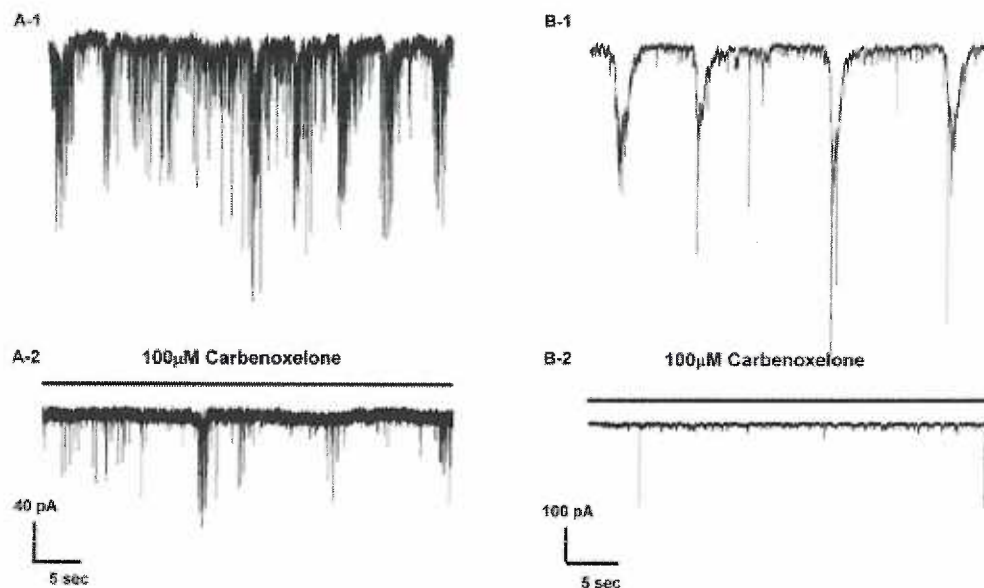 A-1
B-1
A-2
100μM Carbenoxelone
B-2
100μM Carbenoxelone
40 pA
5 sec
100 pA
5 sec